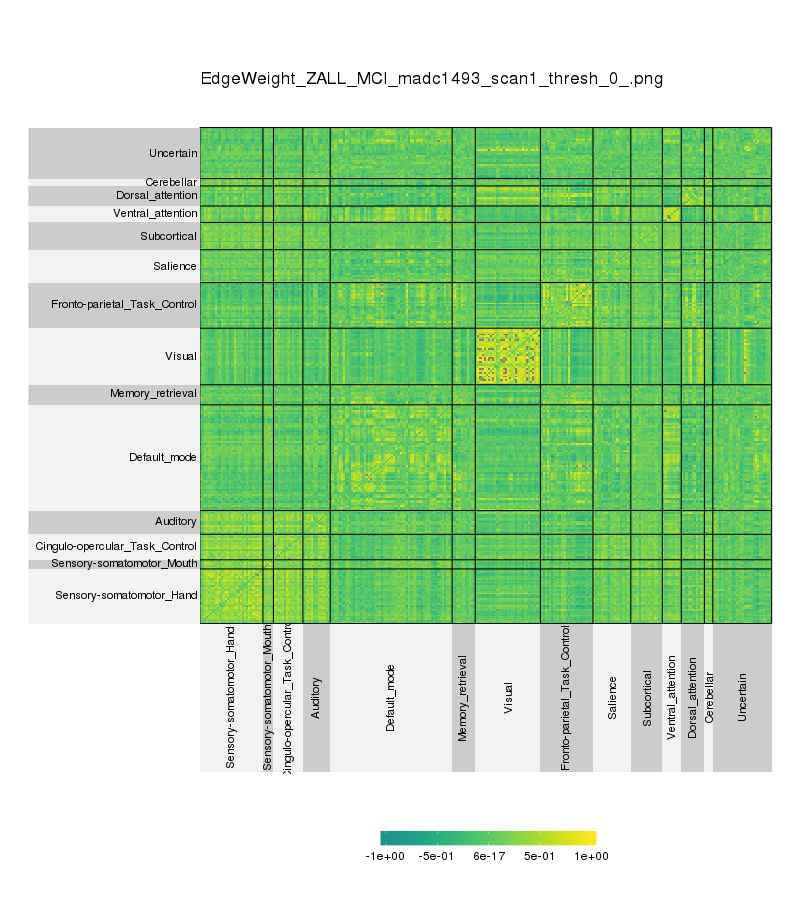 EdgeWeight_ZALL_MCI_madc1493_scan1_thresh_0_.png
Uncertain
Cerebellar
Dorsal_attention
Ventral_attention
Subcortical
Salience
Fronto-parietal_Task_Control
Visual
Memory_retrieval
Default_mode
Auditory
Cingulo-opercular_Task_Control
Sensory-somatomotor_Mouth
Sensory-somatomotor_Hand
Sensory-somatomotor_Hand
Sensory-somatomotor_Mouth
Cingulo-opercular_Task_Control
Auditory
Default_mode
Memory_retrieval
Visual
Fronto-parietal_Task_Control
Salience
Subcortical
Ventral_attention
Dorsal_attention
Cerebellar
Uncertain
-1e+00 -5e-01 6e-17 5e-01 1e+00